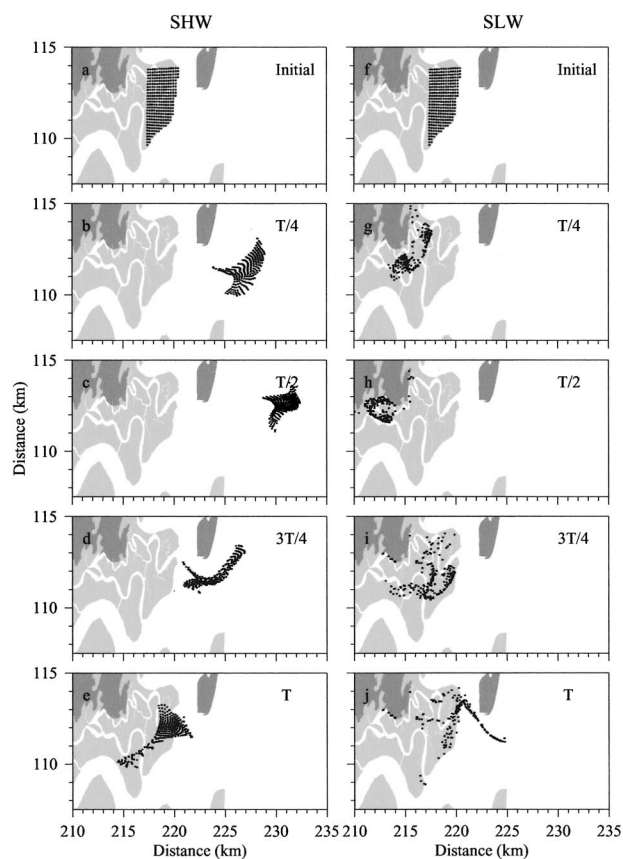 SHW SLW
115 a Initial f Initial
110
115 b T/4 g T/4
110
115 c T/2 h T/2
110
Distance (km)
115 d 3T/4 i 3T/4
110
115 e T j T
110
210 215 220 225 230 210 215 220 225 230 235
Distance (km) Distance (km)